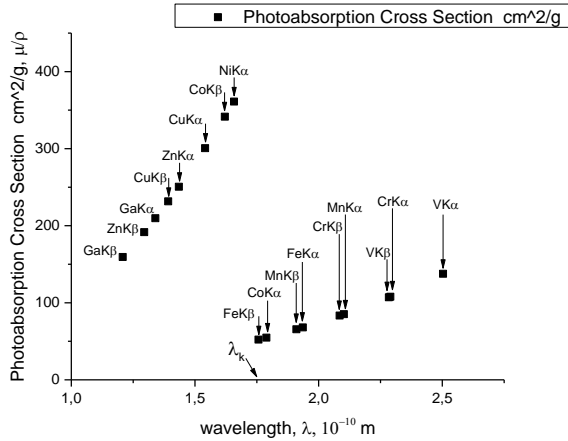 Photoabsorption Cross Section cm^2/g
Photoabsorption Cross Section cm^2/g, μ/ρ
400
300
200
100
0
NiKα
CoKβ
CuKα
ZnKα
CuKβ
GaKα
ZnKβ
GaKβ
VKα
CrKα
MnKα
CrKβ
FeKα
VKβ
MnKβ
CoKα
FeKβ
λk
1,0
1,5
2,0
2,5
wavelength, λ, 10⁻¹⁰ m